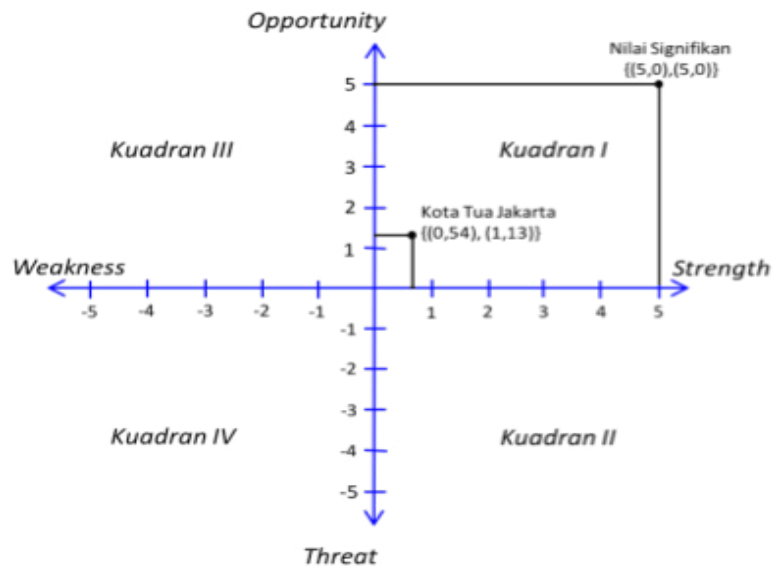 Opportunity
Nilai Signifikan
{(5,0),(5,0)}
5
4
Kuadran III
Kuadran I
3
2
Kota Tua Jakarta
{(0,54), (1,13)}
1
Weakness
Strength
-5 -4 -3 -2 -1 1 2 3 4 5
-1
-2
-3
Kuadran IV
Kuadran II
-4
-5
Threat